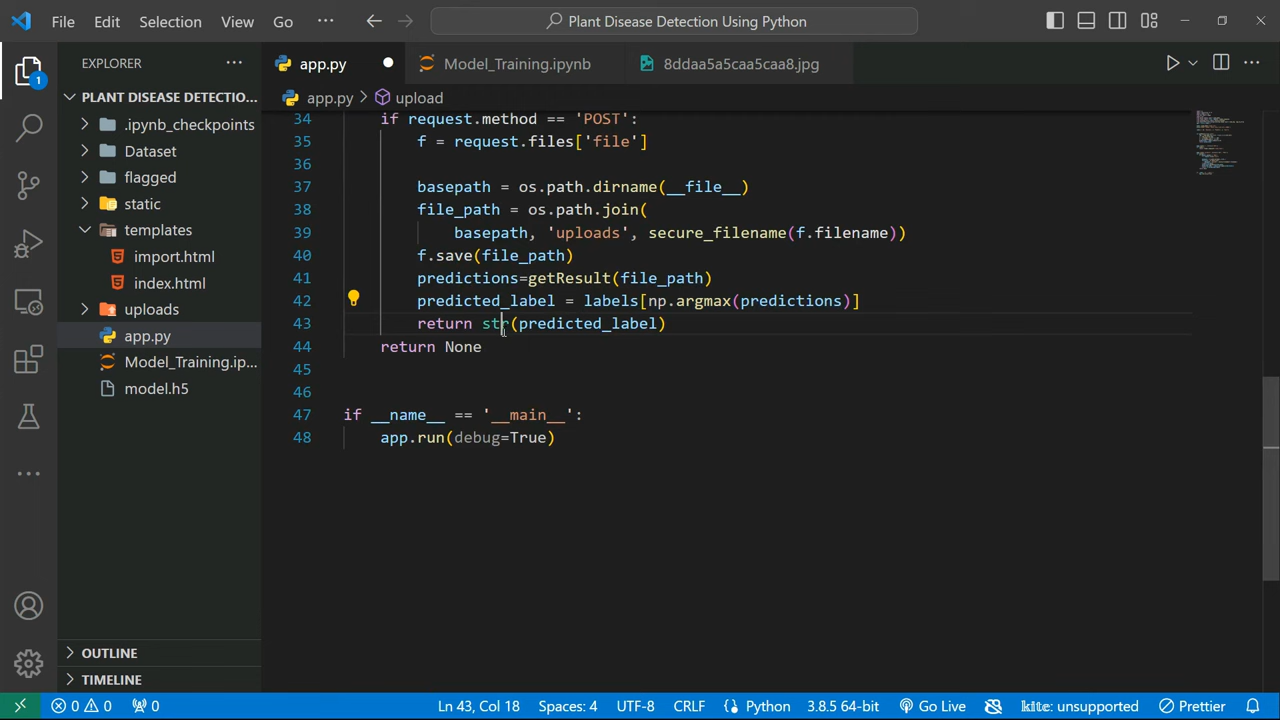 File Edit Selection View Go ··· Plant Disease Detection Using Python
EXPLORER ···
app.py
Model_Training.ipynb
8ddaa5a5caa5caa8.jpg
PLANT DISEASE DETECTIO...
.ipynb_checkpoints
Dataset
flagged
static
templates
import.html
index.html
uploads
app.py
Model_Training.ip...
model.h5
OUTLINE
TIMELINE
1
app.py > upload
34 if request.method == 'POST':
35 f = request.files['file']
36
37 basepath = os.path.dirname(__file__)
38 file_path = os.path.join(
39 basepath, 'uploads', secure_filename(f.filename))
40 f.save(file_path)
41 predictions=getResult(file_path)
42 predicted_label = labels[np.argmax(predictions)]
43 return str(predicted_label)
44 return None
45
46
47 if __name__ == '__main__':
48 app.run(debug=True)
0 0 0 Ln 43, Col 18 Spaces: 4 UTF-8 CRLF Python 3.8.5 64-bit Go Live kite: unsupported Prettier